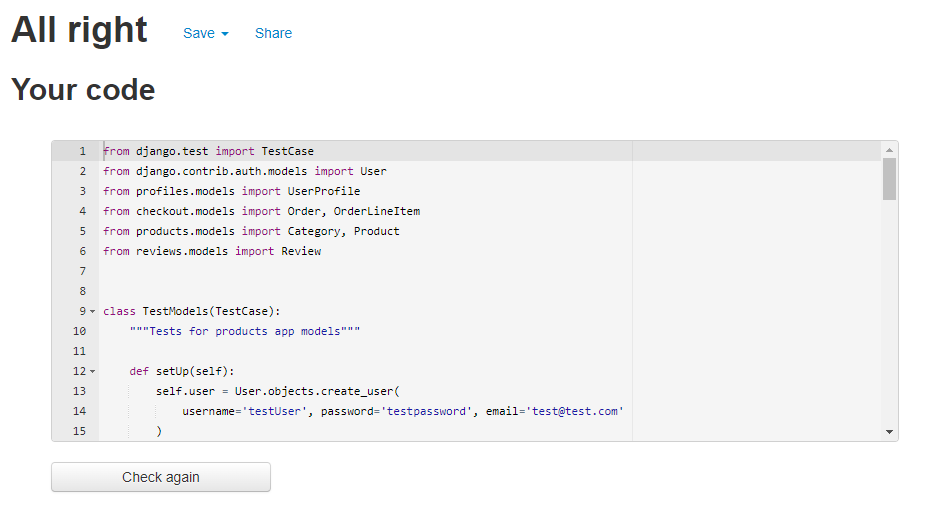 All right Save Share
Your code
1 from django.test import TestCase
2 from django.contrib.auth.models import User
3 from profiles.models import UserProfile
4 from checkout.models import Order, OrderLineItem
5 from products.models import Category, Product
6 from reviews.models import Review
7
8
9 class TestModels(TestCase):
10 """Tests for products app models"""
11
12 def setUp(self):
13 self.user = User.objects.create_user(
14 username='testUser', password='testpassword', email='test@test.com'
15 )
Check again